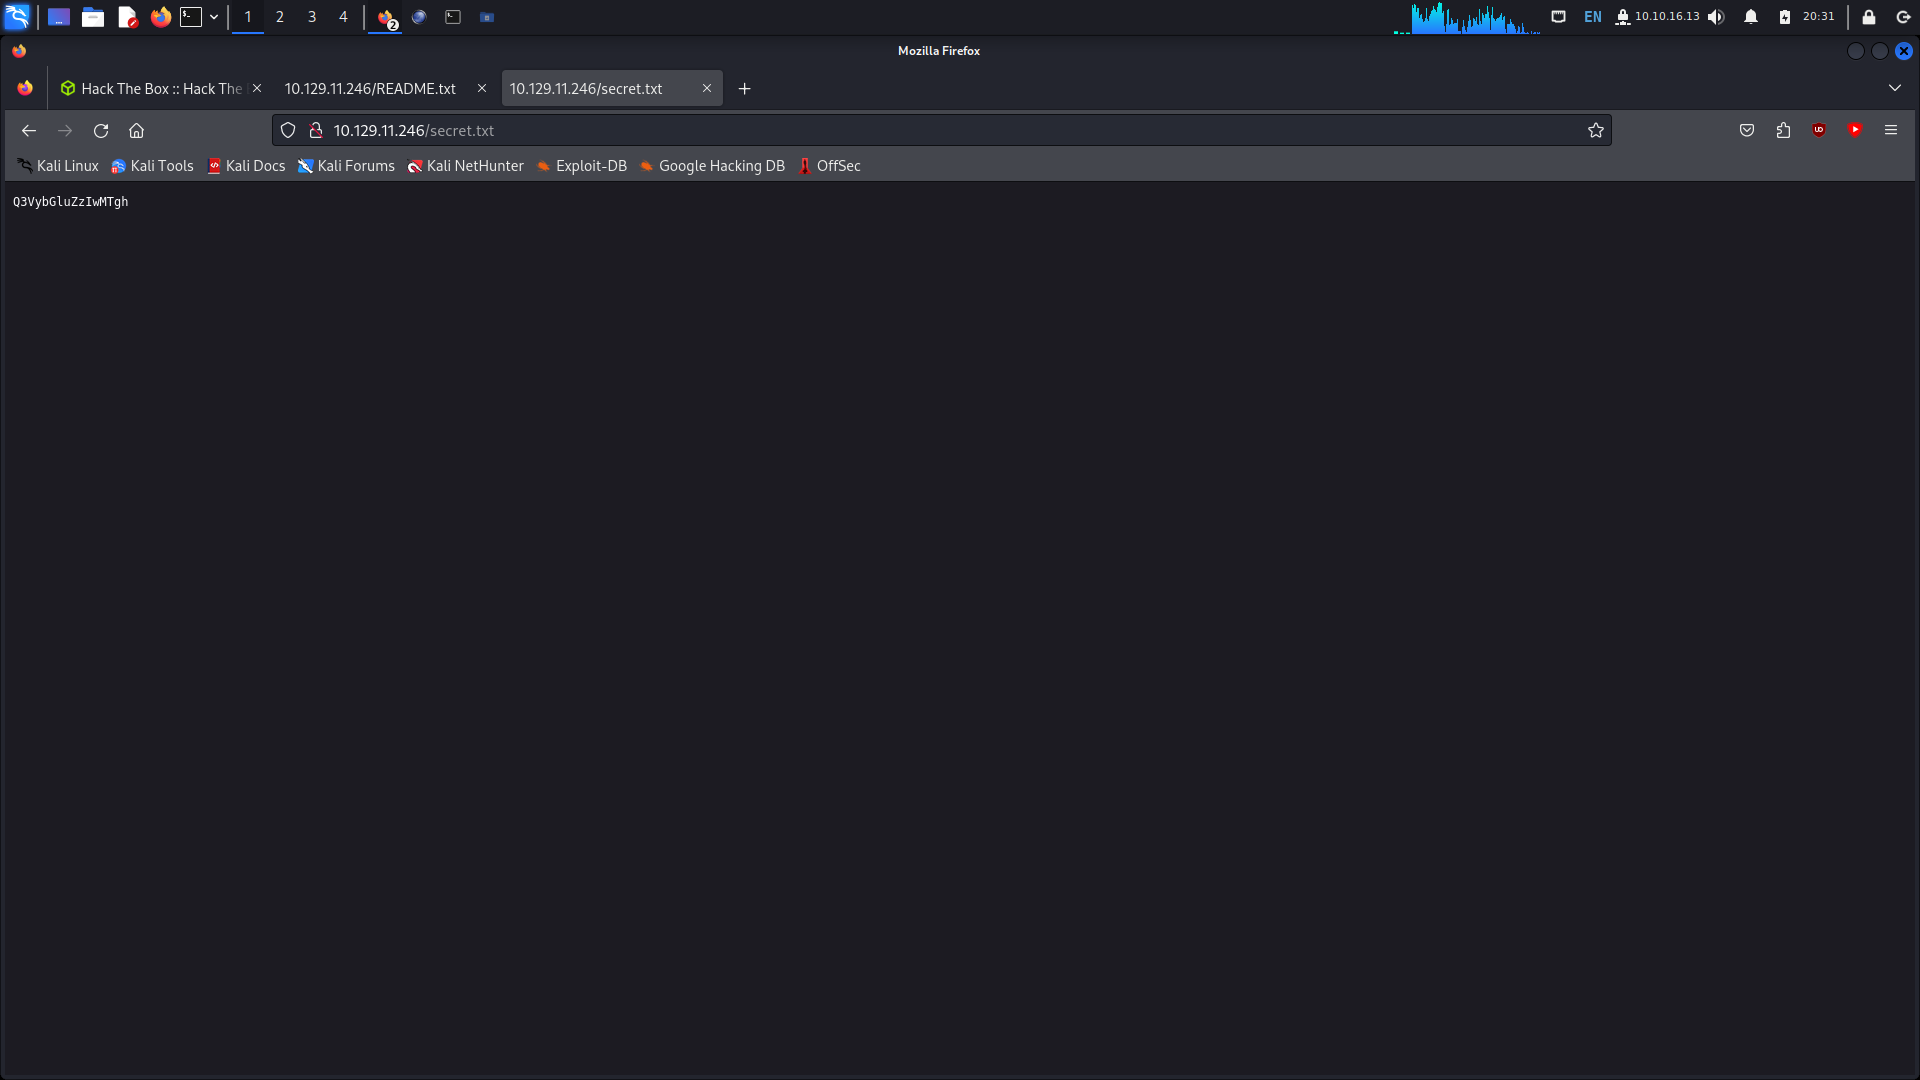 1 2 3 4 2 EN 10.10.16.13 20:31
Mozilla Firefox
Hack The Box :: Hack The 10.129.11.246/README.txt 10.129.11.246/secret.txt
10.129.11.246/secret.txt
Kali Linux Kali Tools Kali Docs Kali Forums Kali NetHunter Exploit-DB Google Hacking DB OffSec
Q3VybGluZzIwMTgh